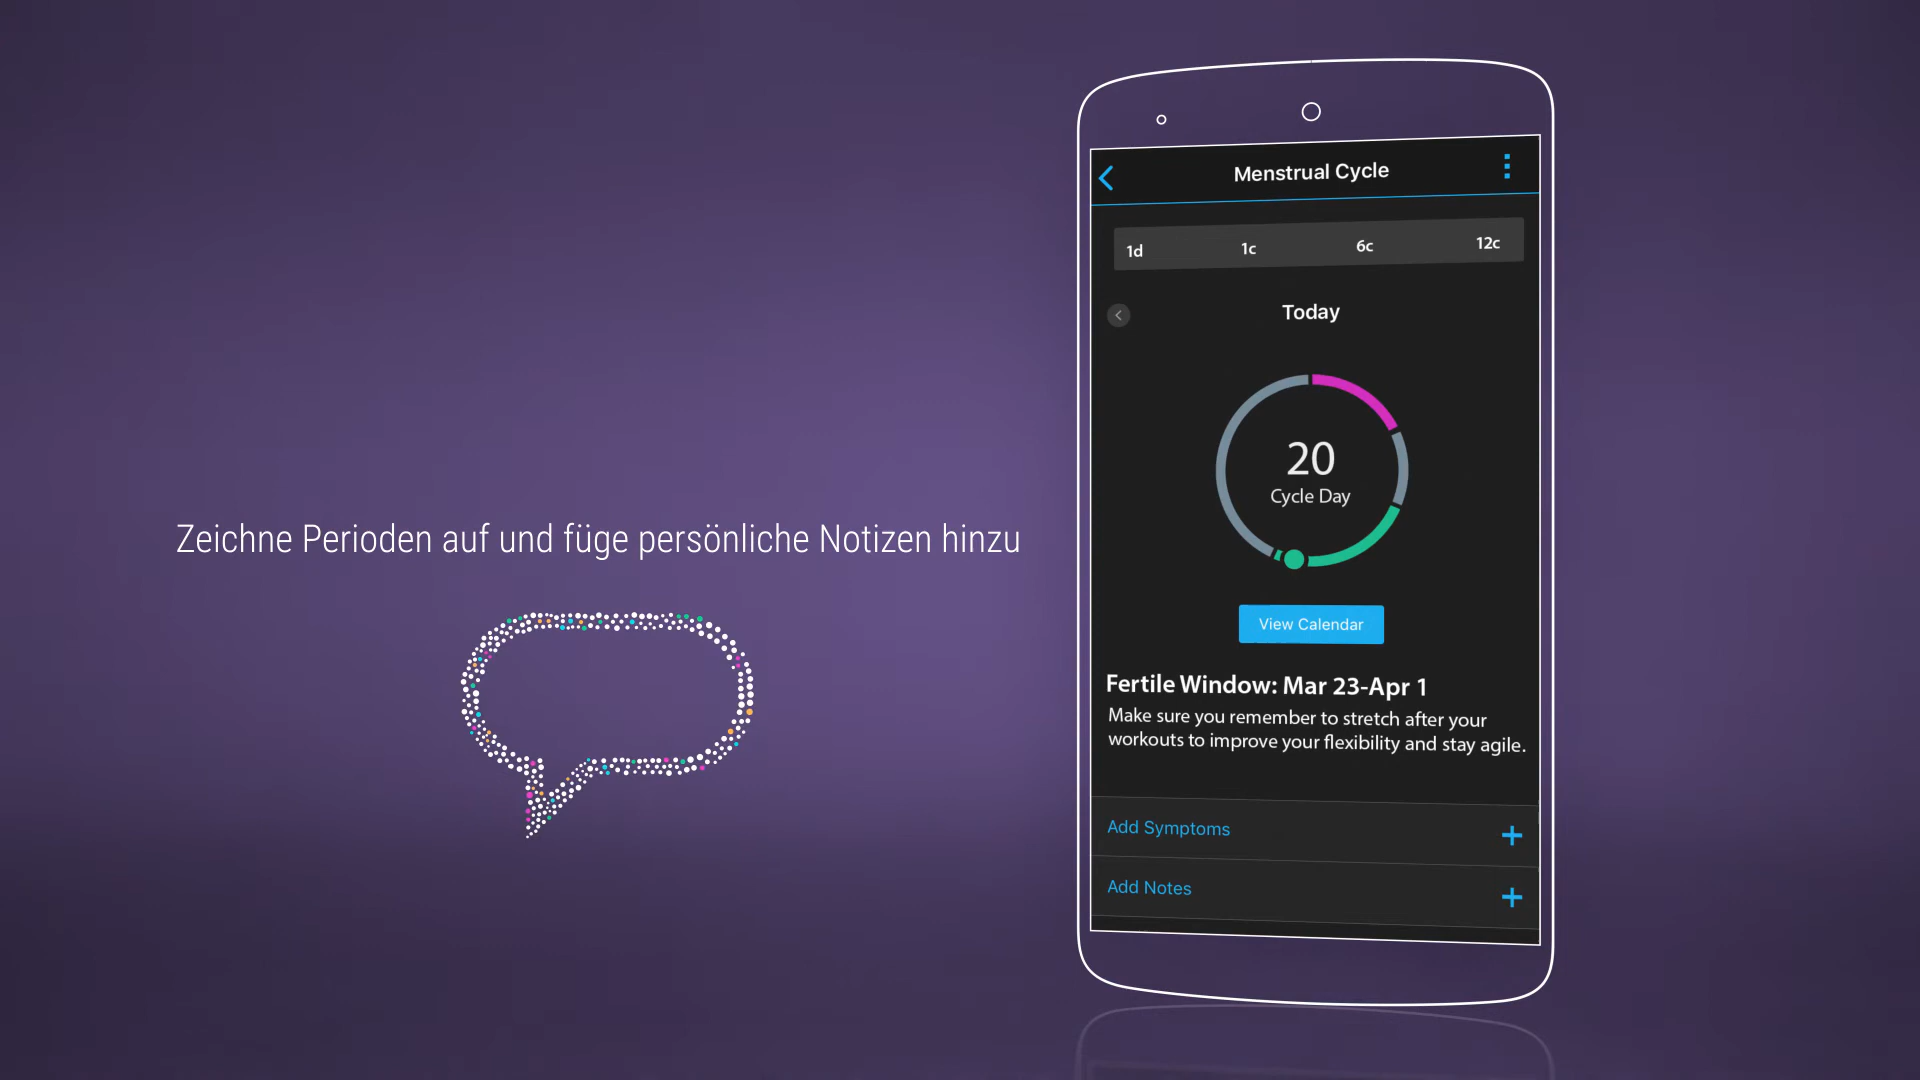 Zeichne Perioden auf und füge persönliche Notizen hinzu
Menstrual Cycle
1d 1c 6c 12c
Today
20
Cycle Day
View Calendar
Fertile Window: Mar 23-Apr 1
Make sure you remember to stretch after your
workouts to improve your flexibility and stay agile.
Add Symptoms
Add Notes